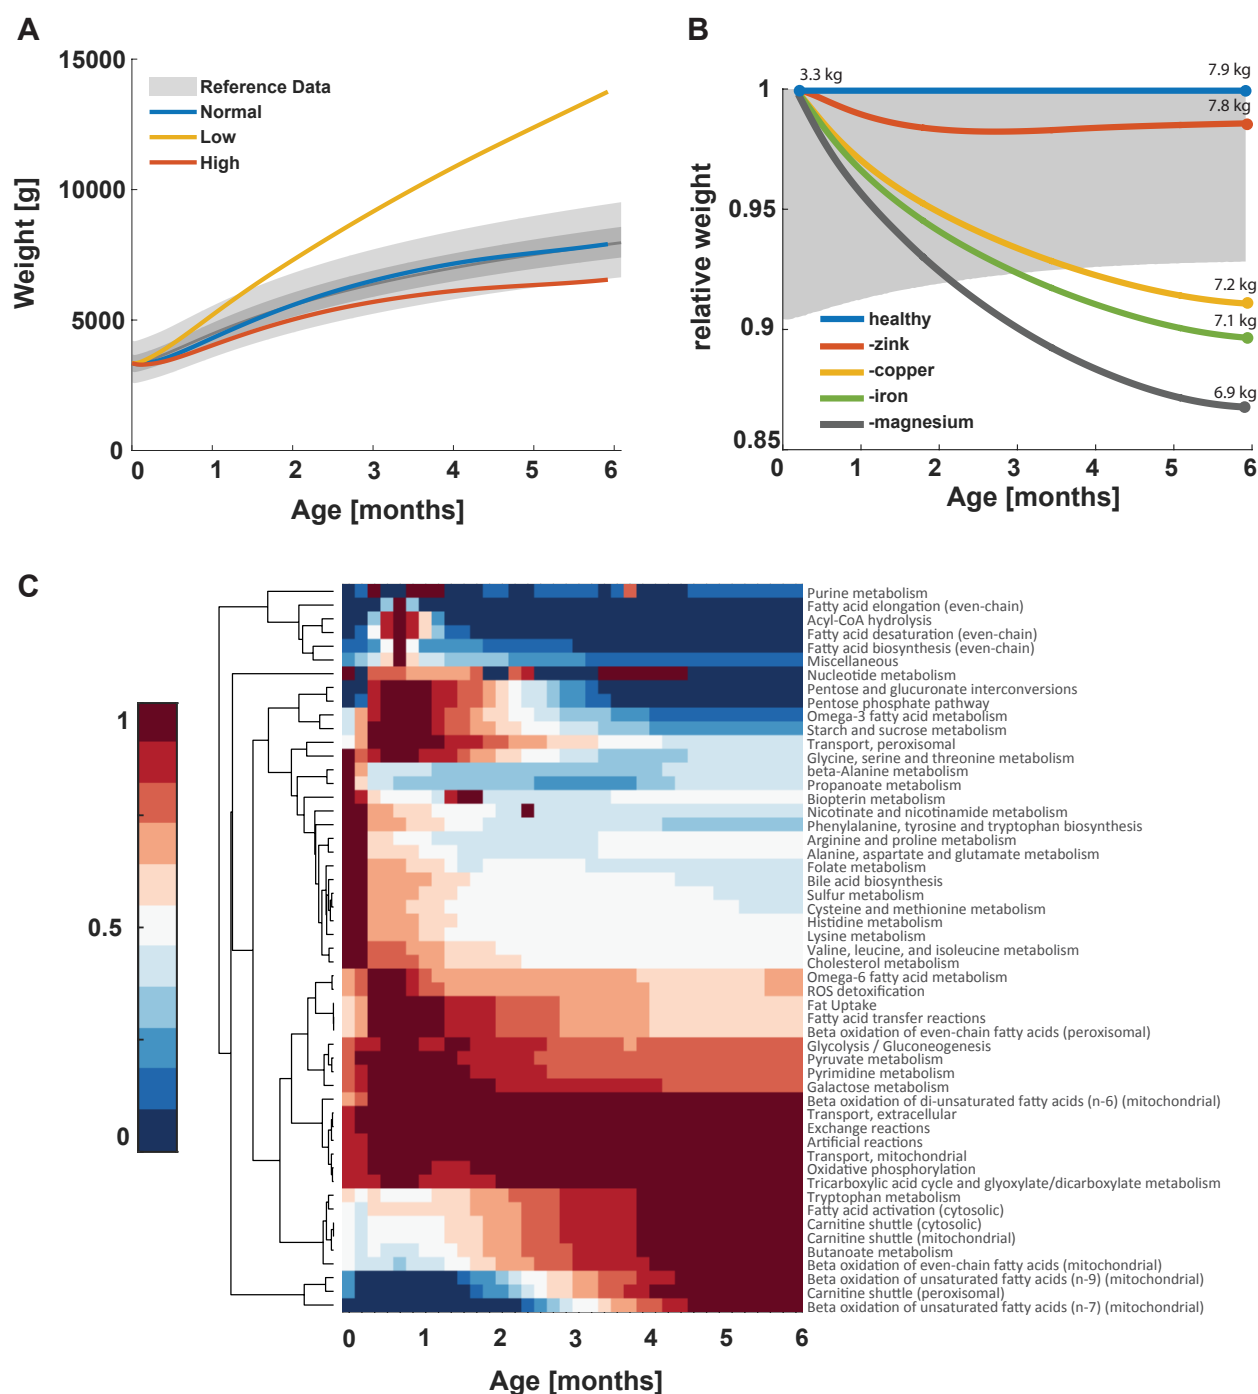 A
15000
10000
5000
0
Weight [g]
Reference Data
Normal
Low
High
0 1 2 3 4 5 6
Age [months]
B
1
0.95
0.9
0.85
relative weight
3.3 kg
7.9 kg
7.8 kg
7.2 kg
7.1 kg
6.9 kg
healthy
-zink
-copper
-iron
-magnesium
0 1 2 3 4 5 6
Age [months]
C
1
0.5
0
Purine metabolism
Fatty acid elongation (even-chain)
Acyl-CoA hydrolysis
Fatty acid desaturation (even-chain)
Fatty acid biosynthesis (even-chain)
Miscellaneous
Nucleotide metabolism
Pentose and glucuronate interconversions
Pentose phosphate pathway
Omega-3 fatty acid metabolism
Starch and sucrose metabolism
Transport, peroxisomal
Glycine, serine and threonine metabolism
beta-Alanine metabolism
Propanoate metabolism
Biopterin metabolism
Nicotinate and nicotinamide metabolism
Phenylalanine, tyrosine and tryptophan biosynthesis
Arginine and proline metabolism
Alanine, aspartate and glutamate metabolism
Folate metabolism
Bile acid biosynthesis
Sulfur metabolism
Cysteine and methionine metabolism
Histidine metabolism
Lysine metabolism
Valine, leucine, and isoleucine metabolism
Cholesterol metabolism
Omega-6 fatty acid metabolism
ROS detoxification
Fat Uptake
Fatty acid transfer reactions
Beta oxidation of even-chain fatty acids (peroxisomal)
Glycolysis / Gluconeogenesis
Pyruvate metabolism
Pyrimidine metabolism
Galactose metabolism
Beta oxidation of di-unsaturated fatty acids (n-6) (mitochondrial)
Transport, extracellular
Exchange reactions
Artificial reactions
Transport, mitochondrial
Oxidative phosphorylation
Tricarboxylic acid cycle and glyoxylate/dicarboxylate metabolism
Tryptophan metabolism
Fatty acid activation (cytosolic)
Carnitine shuttle (cytosolic)
Carnitine shuttle (mitochondrial)
Butanoate metabolism
Beta oxidation of even-chain fatty acids (mitochondrial)
Beta oxidation of unsaturated fatty acids (n-9) (mitochondrial)
Carnitine shuttle (peroxisomal)
Beta oxidation of unsaturated fatty acids (n-7) (mitochondrial)
0 1 2 3 4 5 6
Age [months]